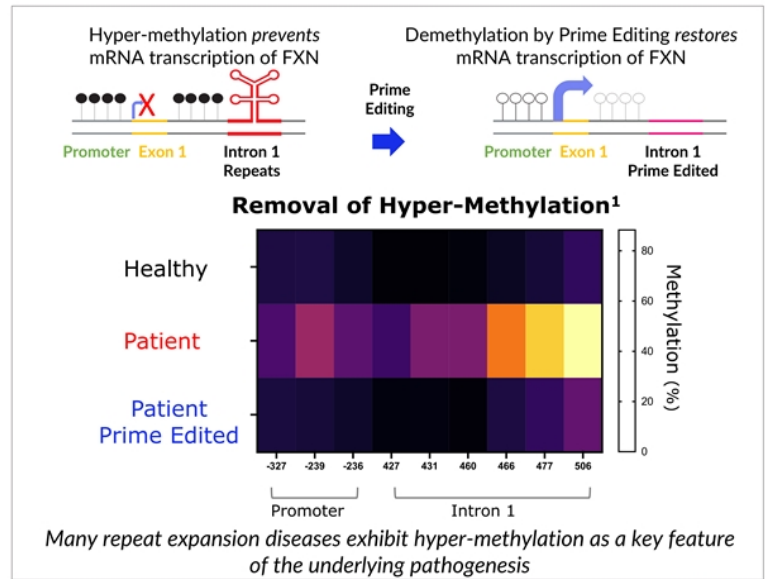 Hyper-methylation prevents
mRNA transcription of FXN
Demethylation by Prime Editing restores
mRNA transcription of FXN
X
Prime
Editing
Promoter Exon 1 Intron 1
Repeats
Promoter Exon 1 Intron 1
Prime Edited
Removal of Hyper-Methylation¹
Healthy
Patient
Patient
Prime Edited
80
60
40
20
0
Methylation (%)
-327 -239 -236 427 431 460 466 477 506
Promoter Intron 1
Many repeat expansion diseases exhibit hyper-methylation as a key feature
of the underlying pathogenesis